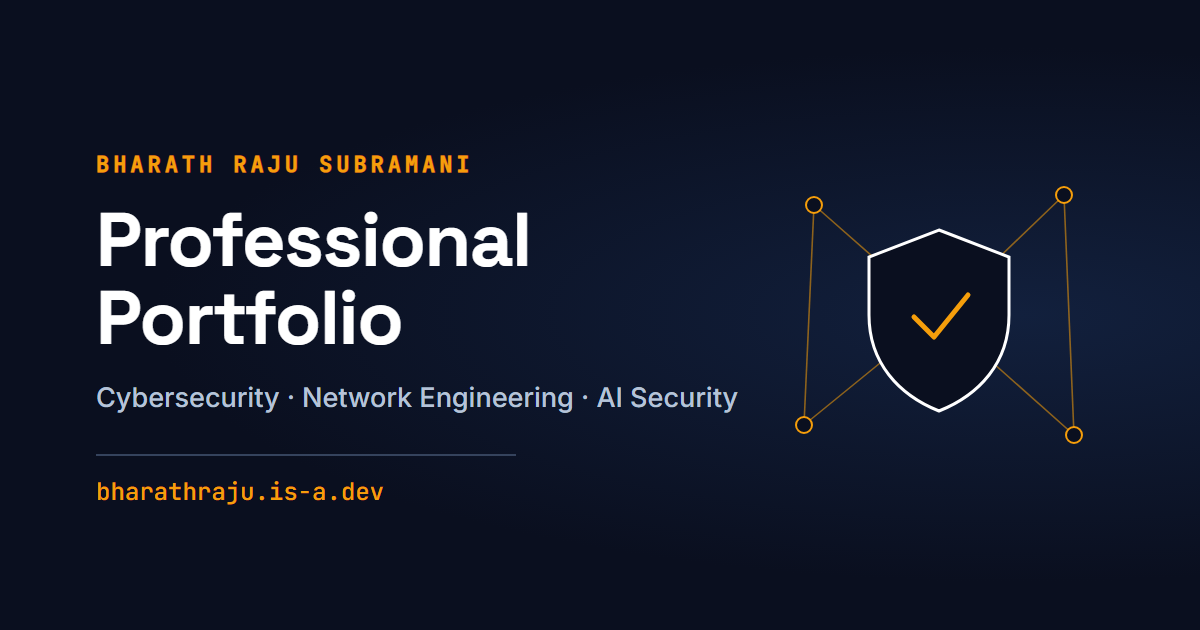 BHARATH RAJU SUBRAMANI
Professional
Portfolio
Cybersecurity · Network Engineering · AI Security
bharathraju.is-a.dev